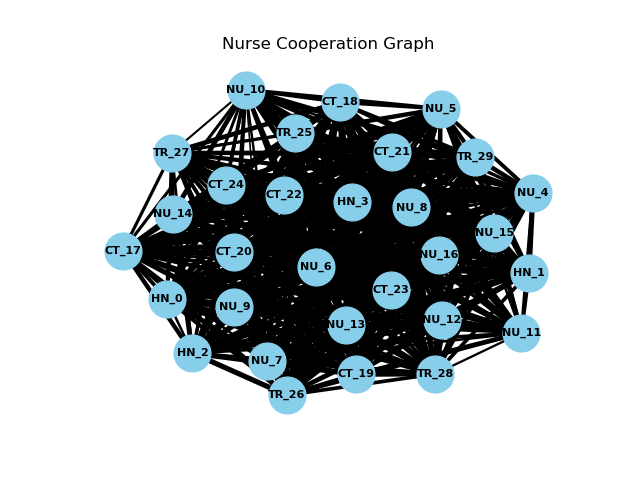 Nurse Cooperation Graph
NU_10
CT_18
NU_5
TR_25
TR_27
CT_21
TR_29
CT_24
CT_22
NU_4
HN_3
NU_8
NU_14
NU_15
CT_17
CT_20
NU_16
NU_6
HN_1
CT_23
HN_0
NU_9
NU_12
NU_13
NU_11
HN_2
NU_7
CT_19
TR_28
TR_26